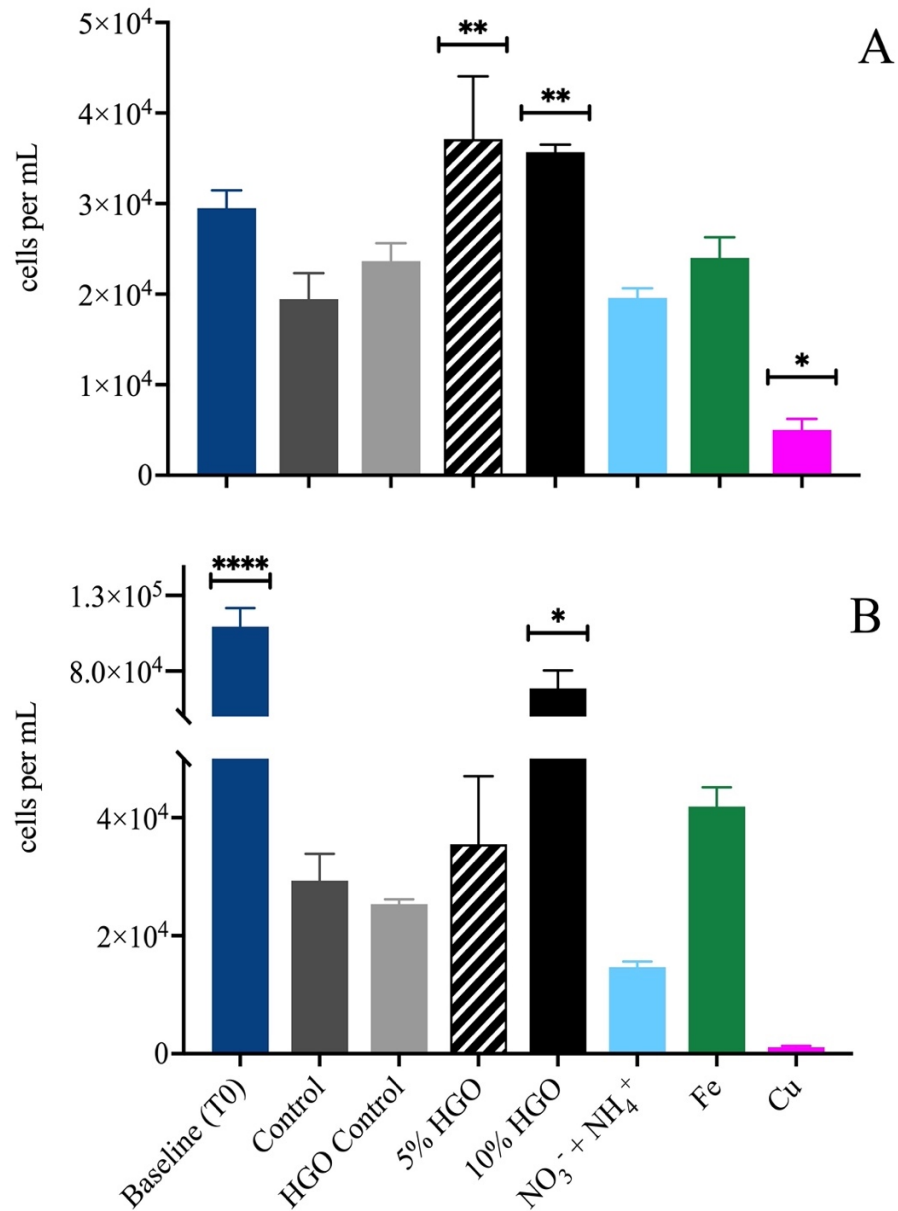 A
cells per mL
5×10⁴
4×10⁴
3×10⁴
2×10⁴
1×10⁴
0
**
**
*
B
cells per mL
1.3×10⁵
8.0×10⁴
4×10⁴
2×10⁴
0
****
*
Baseline (T0)
Control
HGO Control
5% HGO
10% HGO
NO₃⁻ + NH₄⁺
Fe
Cu